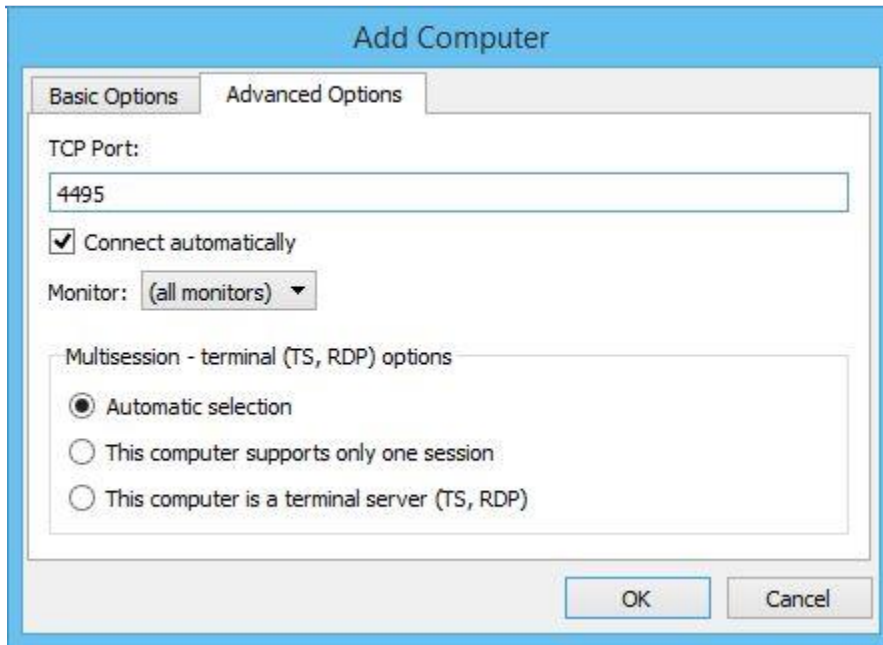 Add Computer
Basic Options Advanced Options
TCP Port:
4495
Connect automatically
Monitor: (all monitors)
Multisession - terminal (TS, RDP) options
Automatic selection
This computer supports only one session
This computer is a terminal server (TS, RDP)
OK Cancel